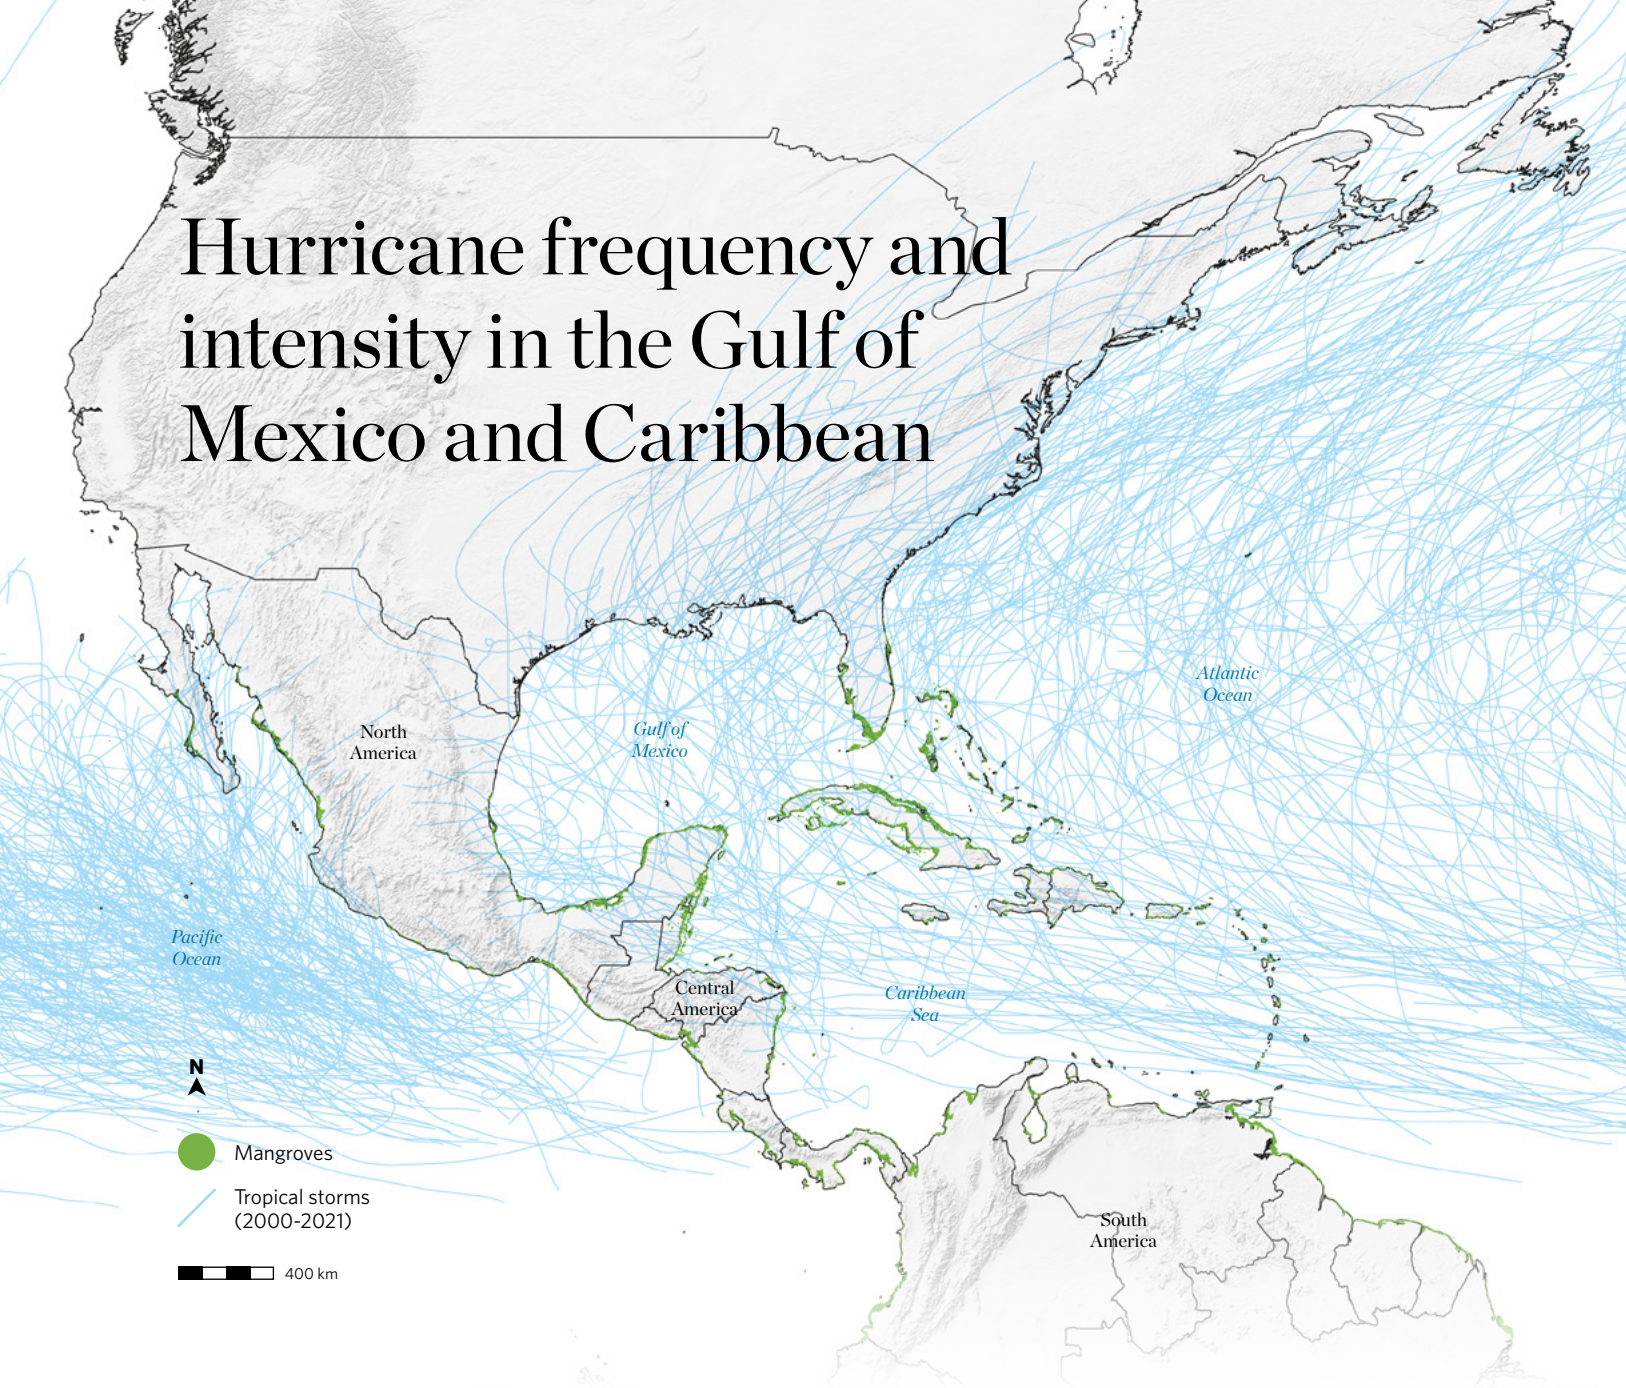 Hurricane frequency and
intensity in the Gulf of
Mexico and Caribbean
Atlantic
Ocean
North
America
Gulf of
Mexico
Pacific
Ocean
Central
America
Caribbean
Sea
N
Mangroves
Tropical storms
(2000-2021)
South
America
400 km